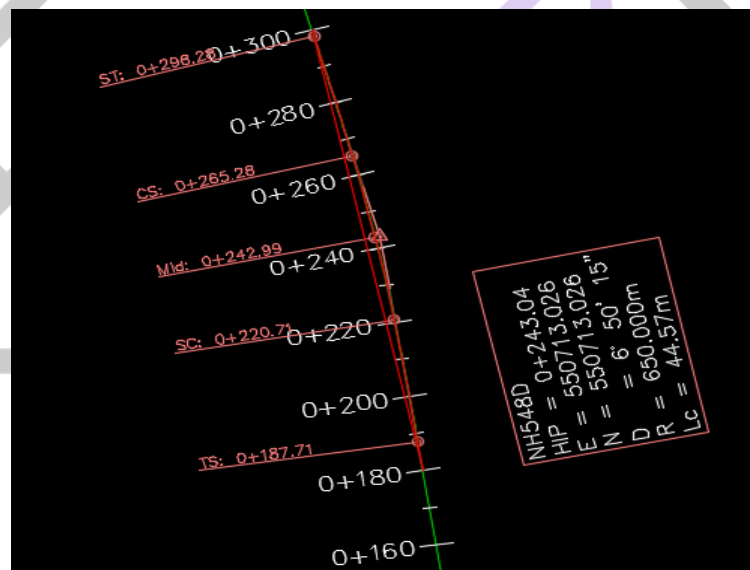 0+300
ST: 0+298.28
0+280
CS: 0+265.28
0+260
Mid: 0+242.99
0+240
SC: 0+220.71
0+220
0+200
TS: 0+187.71
0+180
0+160
NH548D
HIP = 0+243.04
E = 550713.026
N = 550713.026
D = 6° 50' 15"
R = 650.000m
Lc = 44.57m